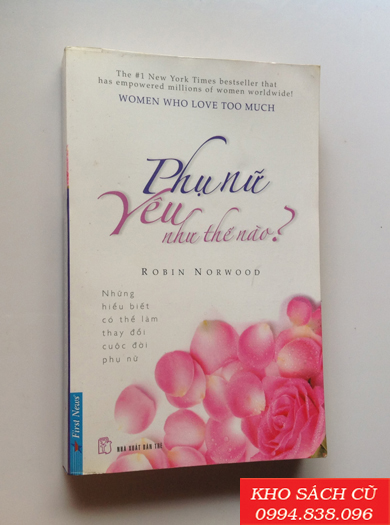 The #1 New York Times bestseller that
has empowered millions of women worldwide!
WOMEN WHO LOVE TOO MUCH
Phụ nữ
Yêu
như thế nào?
ROBIN NORWOOD
Những
hiểu biết
có thể làm
thay đổi
cuộc đời
phụ nữ
First News
NHÀ XUẤT BẢN TRẺ
KHO SÁCH CŨ
0994.838.096